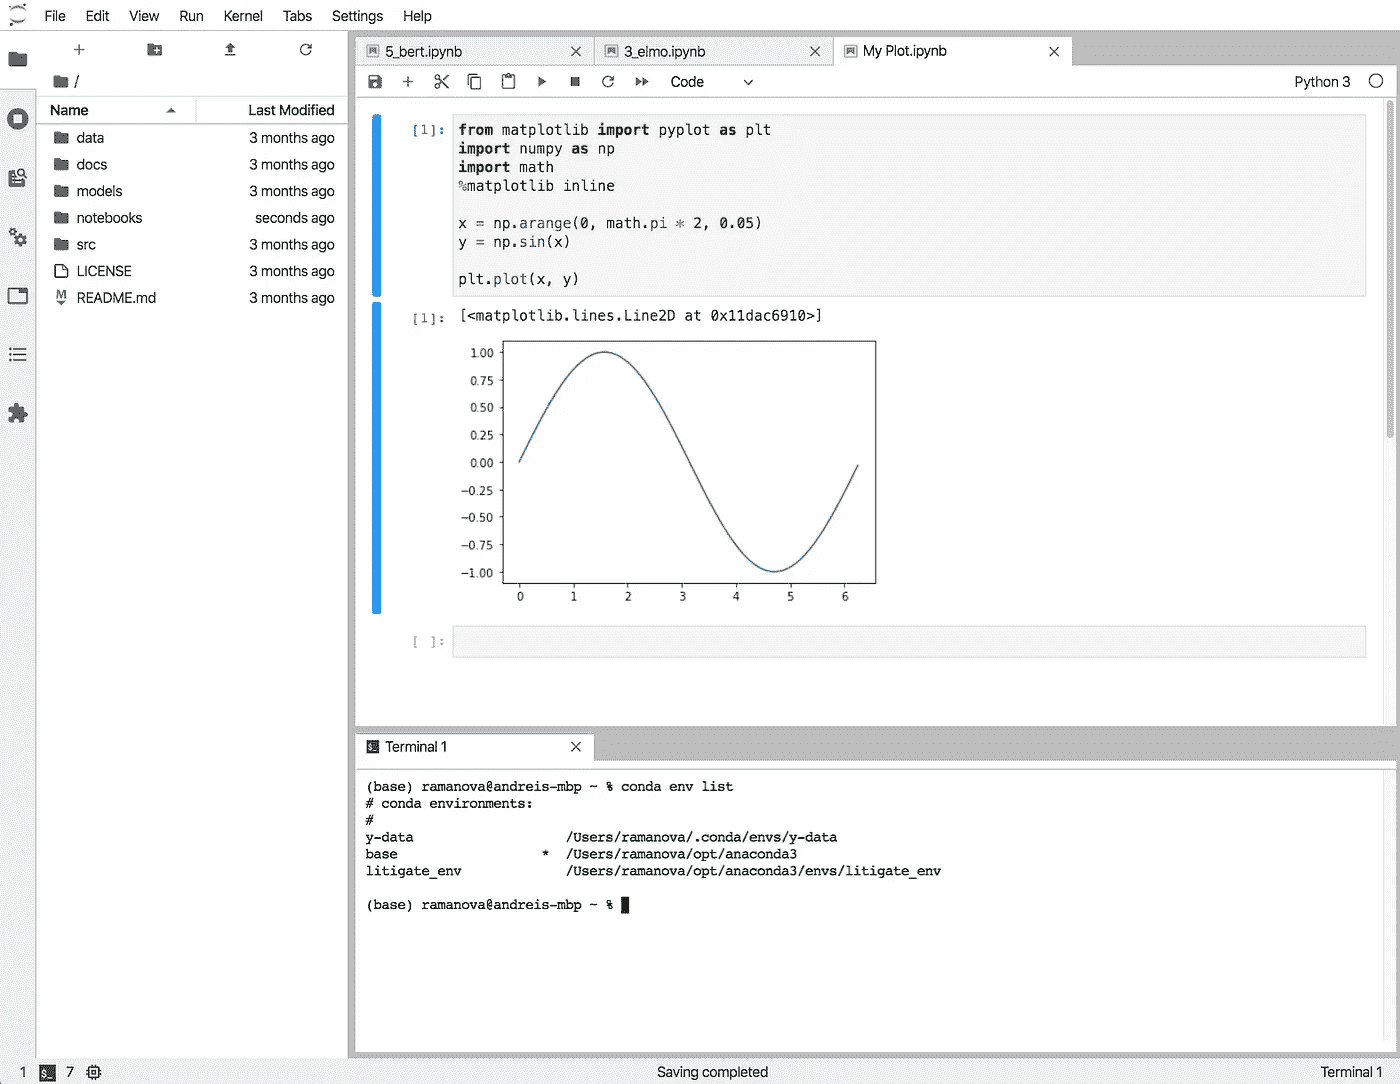 File Edit View Run Kernel Tabs Settings Help
/
Name Last Modified
data 3 months ago
docs 3 months ago
models 3 months ago
notebooks seconds ago
src 3 months ago
LICENSE 3 months ago
README.md 3 months ago
5_bert.ipynb 3_elmo.ipynb My Plot.ipynb
Code Python 3
[1]: from matplotlib import pyplot as plt
import numpy as np
import math
%matplotlib inline
x = np.arange(0, math.pi * 2, 0.05)
y = np.sin(x)
plt.plot(x, y)
[1]: [<matplotlib.lines.Line2D at 0x11dac6910>]
1.00
0.75
0.50
0.25
0.00
−0.25
−0.50
−0.75
−1.00
0 1 2 3 4 5 6
[ ]:
Terminal 1
(base) ramanova@andreis-mbp ~ % conda env list
# conda environments:
#
y-data /Users/ramanova/.conda/envs/y-data
base * /Users/ramanova/opt/anaconda3
litigate_env /Users/ramanova/opt/anaconda3/envs/litigate_env
(base) ramanova@andreis-mbp ~ %
1 $_ 7 Saving completed Terminal 1